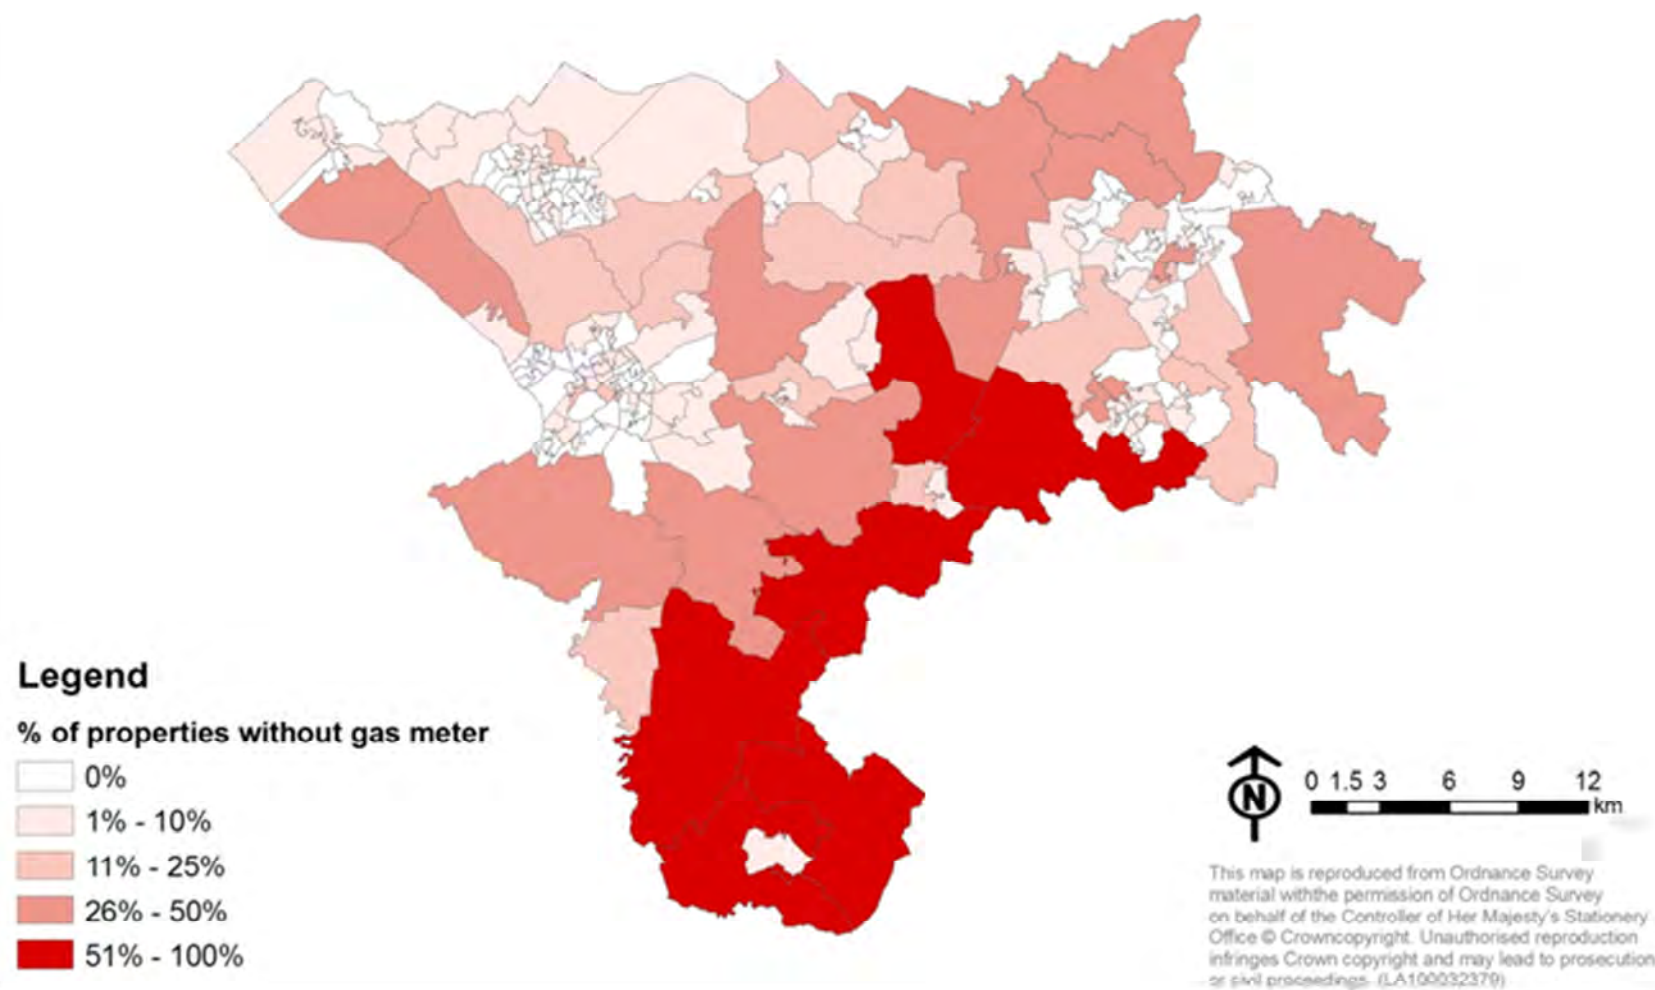 Legend
% of properties without gas meter
0%
1% - 10%
11% - 25%
26% - 50%
51% - 100%
N
0 1.5 3 6 9 12
km
This map is reproduced from Ordnance Survey
material withthe permission of Ordnance Survey
on behalf of the Controller of Her Majesty's Stationery
Office © Crowncopyright. Unauthorised reproduction
infringes Crown copyright and may lead to prosecution
or civil proceedings. (LA100032379)